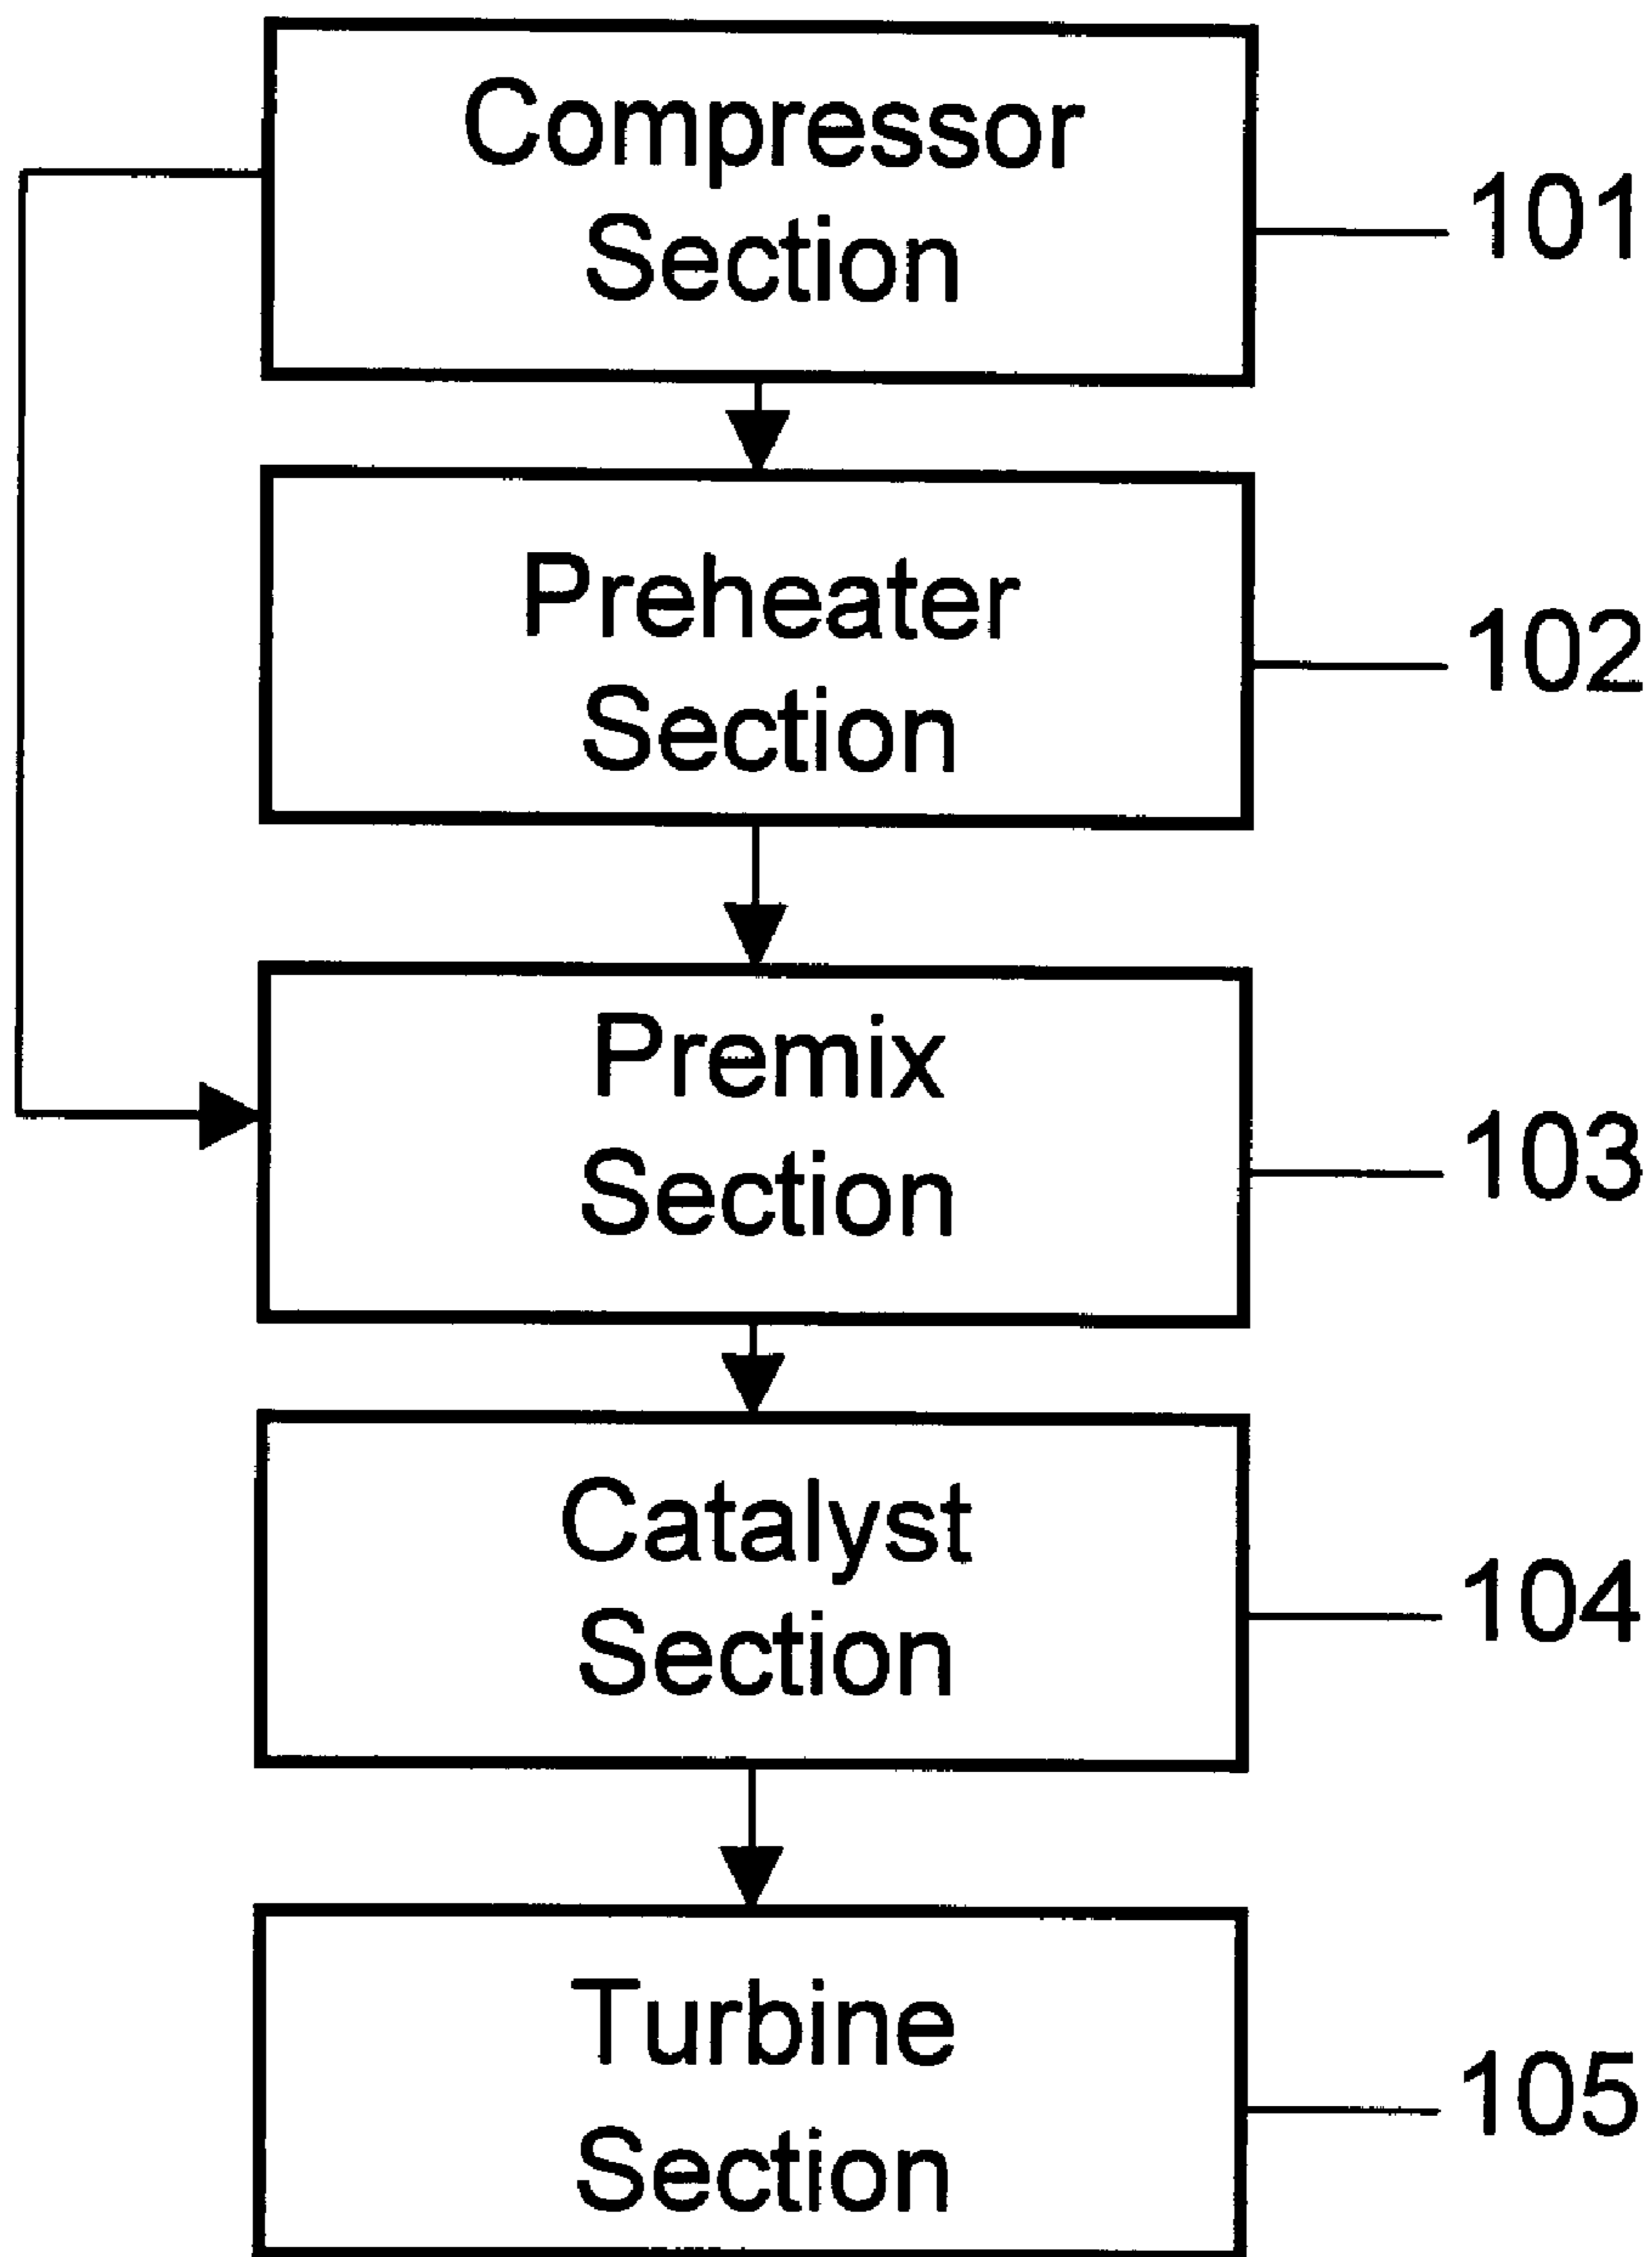 Compressor
Section
101
Preheater
Section
102
Premix
Section
103
Catalyst
Section
104
Turbine
Section
105